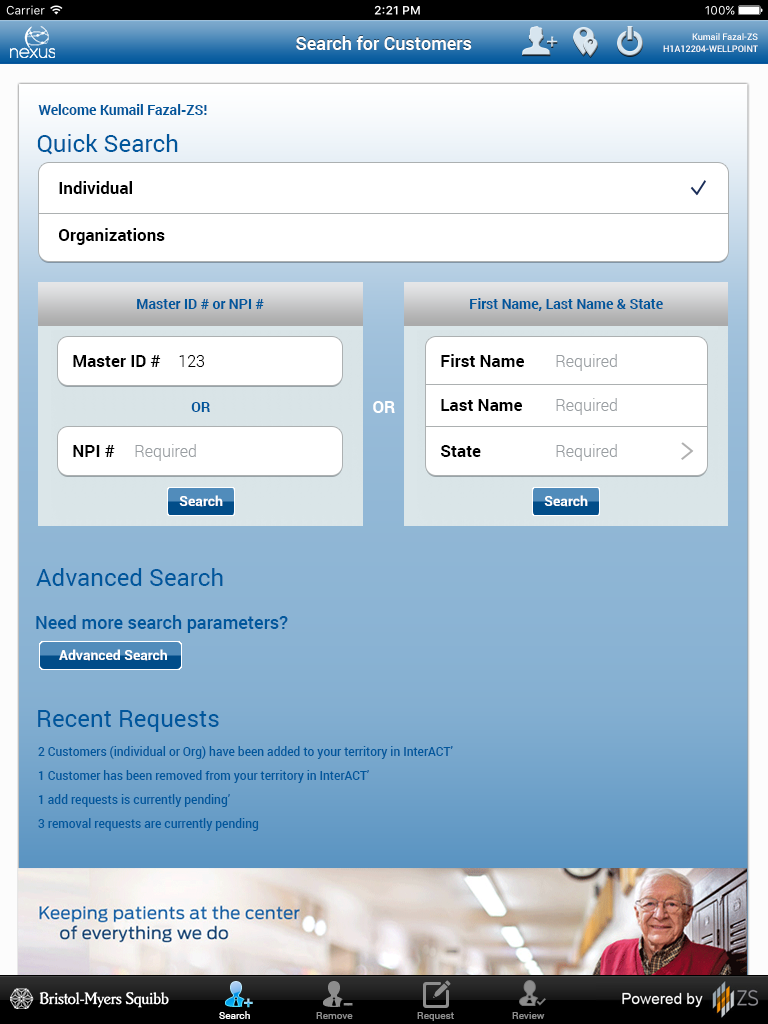 Carrier 2:21 PM 100%
nexus Search for Customers Kumail Fazal-ZS
H1A12204-WELLPOINT
Welcome Kumail Fazal-ZS!
Quick Search
Individual
Organizations
Master ID # or NPI #
Master ID # 123
OR
NPI # Required
Search
OR
First Name, Last Name & State
First Name Required
Last Name Required
State Required
Search
Advanced Search
Need more search parameters?
Advanced Search
Recent Requests
2 Customers (individual or Org) have been added to your territory in InterACT'
1 Customer has been removed from your territory in InterACT'
1 add requests is currently pending'
3 removal requests are currently pending
Keeping patients at the center
of everything we do
Bristol-Myers Squibb
Search
Remove
Request
Review
Powered by ZS